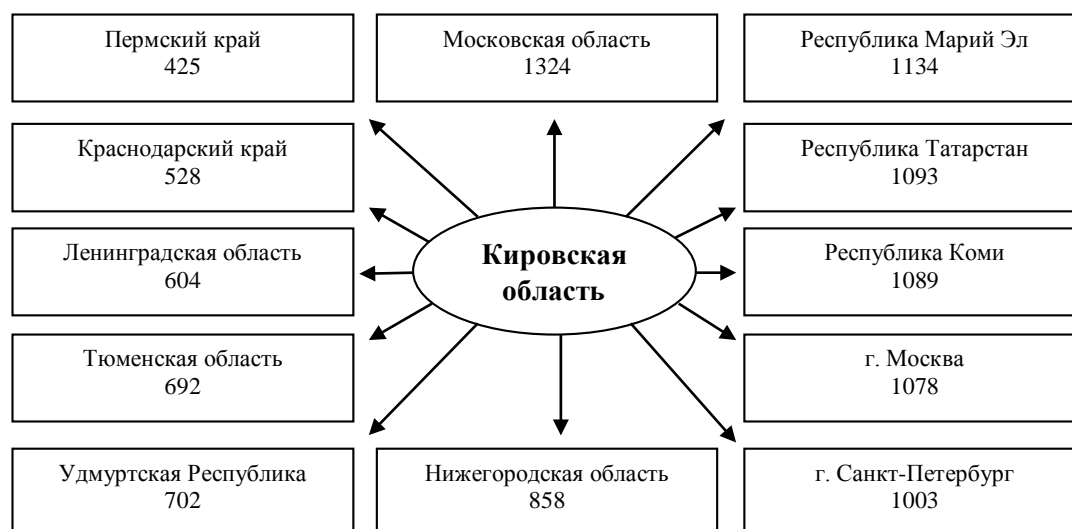 Пермский край
425
Московская область
1324
Республика Марий Эл
1134
Краснодарский край
528
Республика Татарстан
1093
Ленинградская область
604
Кировская
область
Республика Коми
1089
Тюменская область
692
г. Москва
1078
Удмуртская Республика
702
Нижегородская область
858
г. Санкт-Петербург
1003